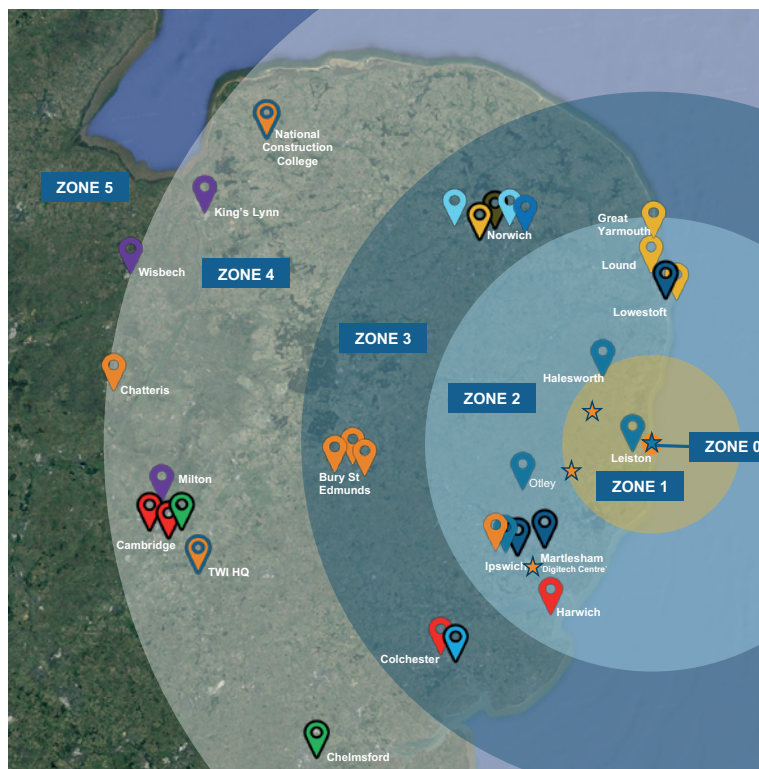 National
Construction
College
ZONE 5
King's Lynn
Great
Yarmouth
Norwich
Wisbech
ZONE 4
Lound
Lowestoft
ZONE 3
Halesworth
Chatteris
ZONE 2
ZONE 0
Leiston
Bury St
Edmunds
Milton
Otley
ZONE 1
Cambridge
TWI HQ
Ipswich
Martlesham
'Digitech Centre'
Harwich
Colchester
Chelmsford